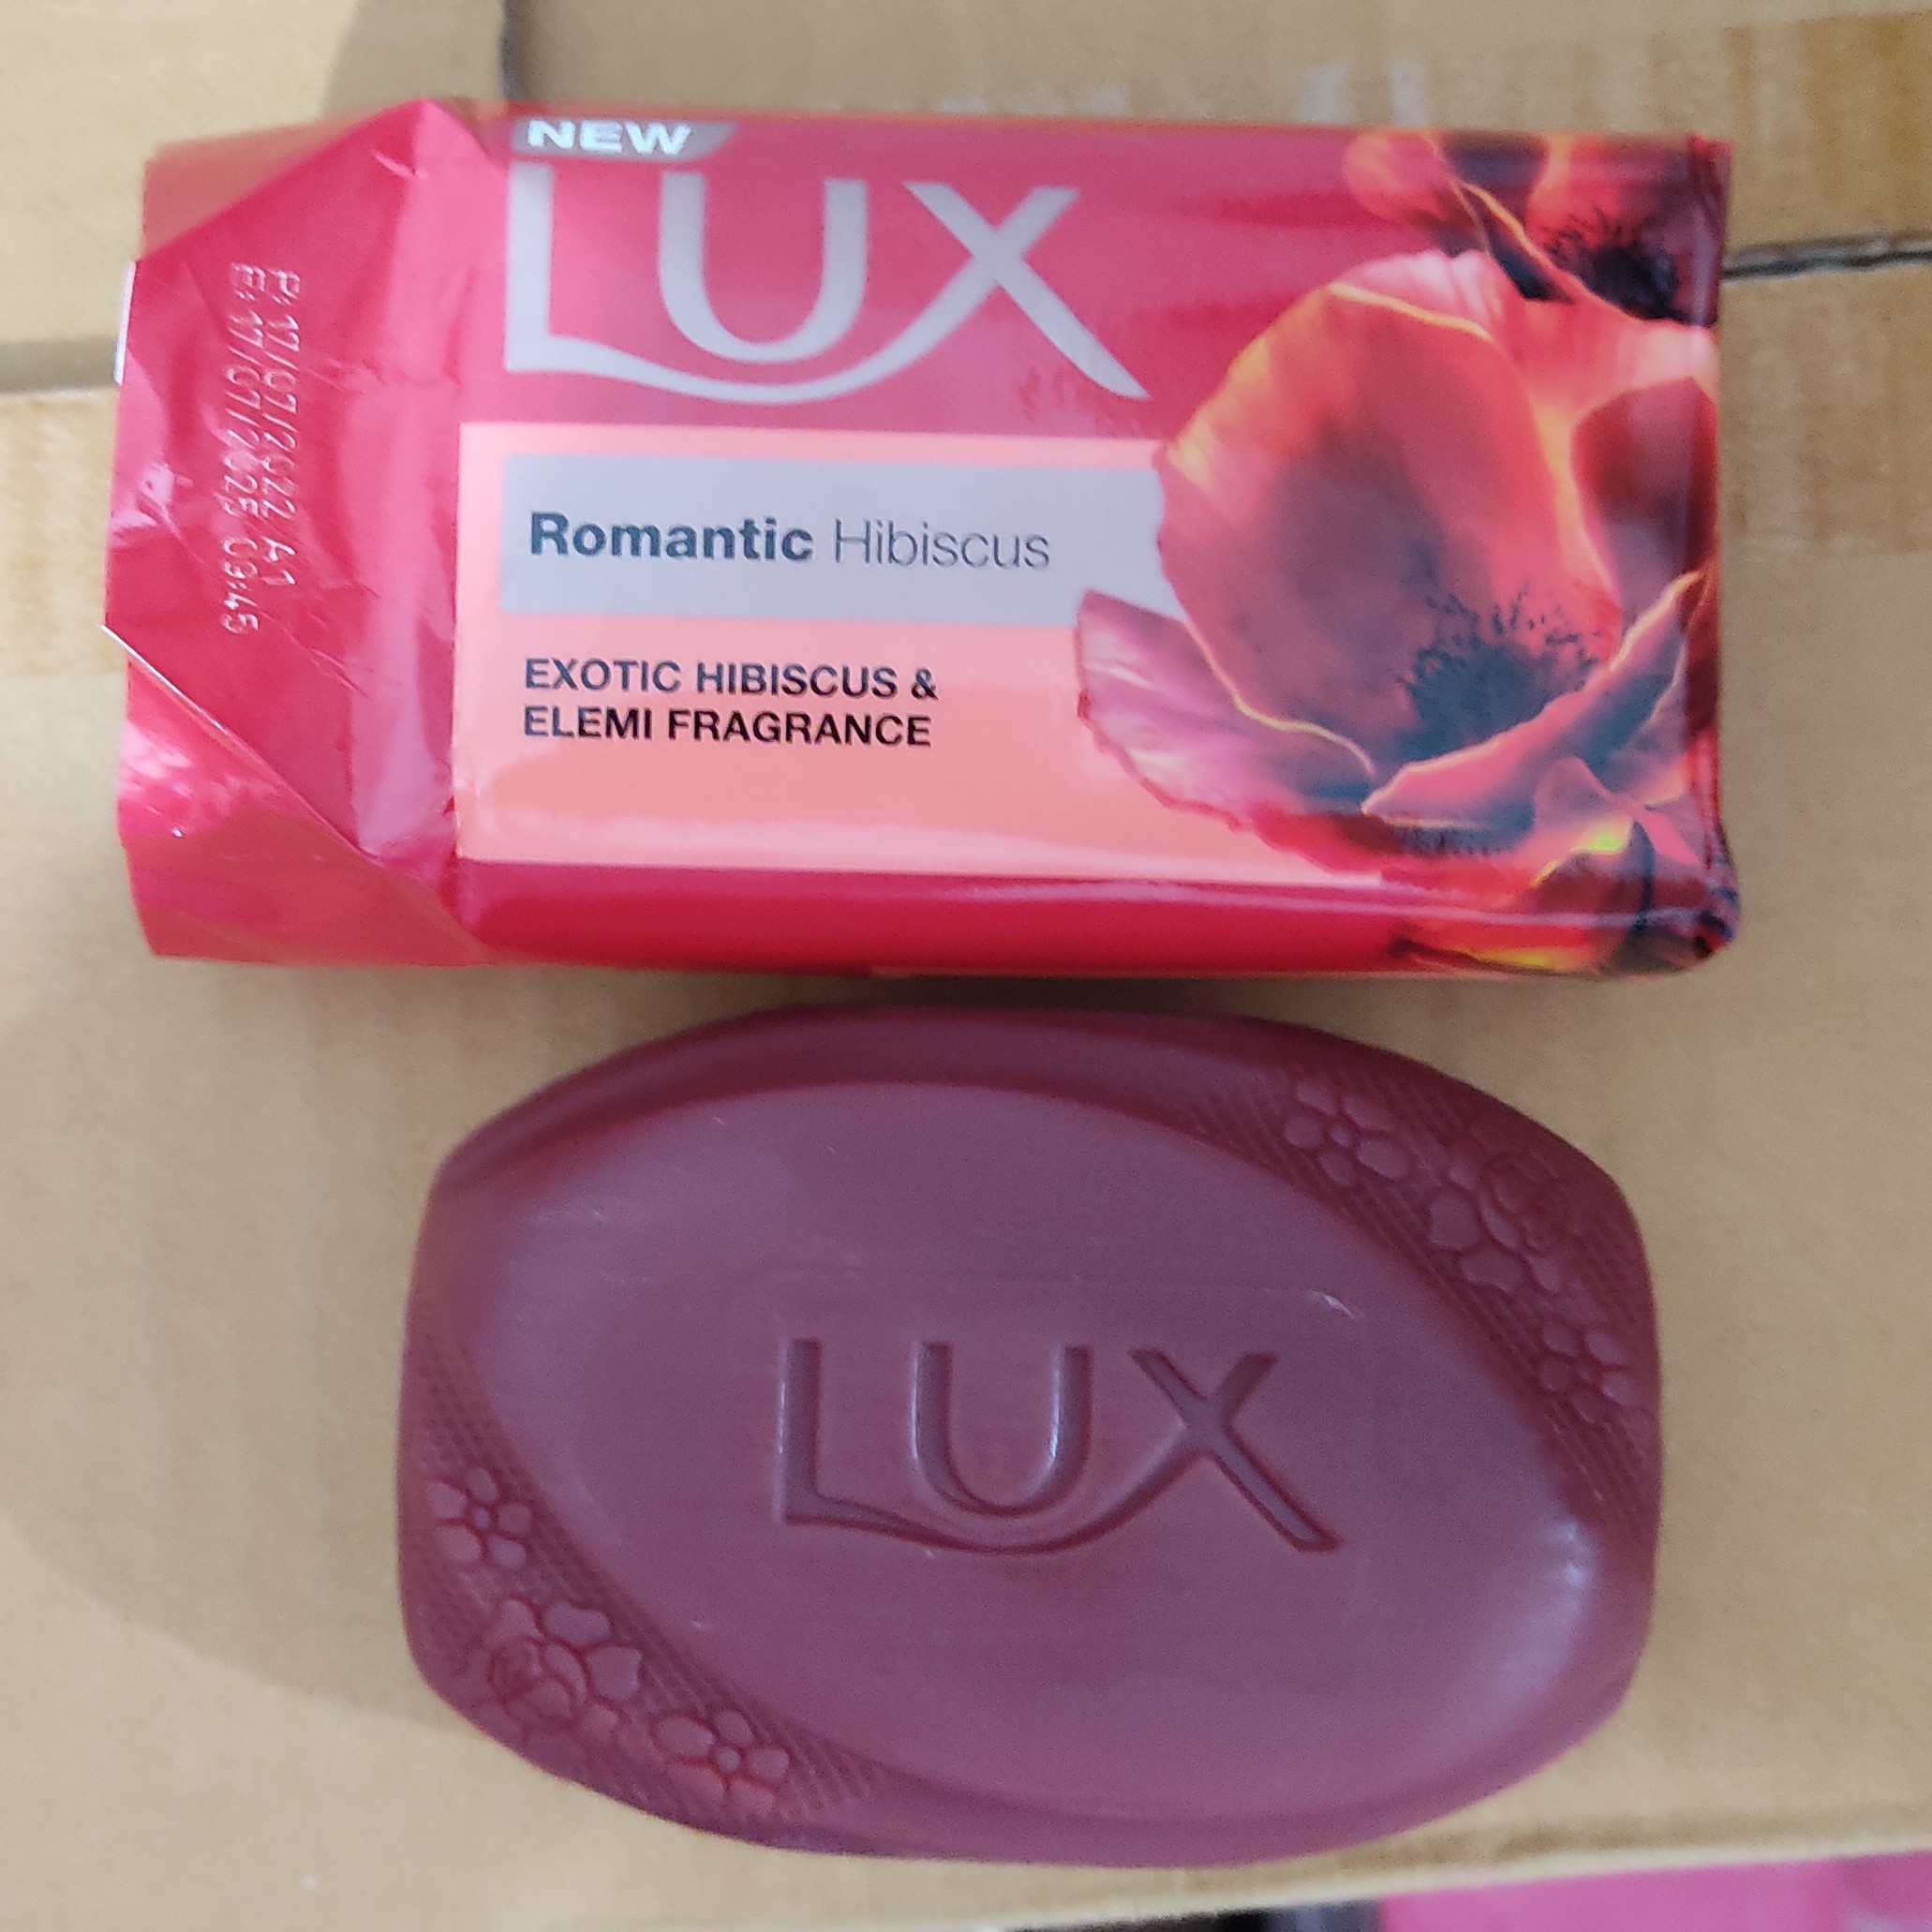 NEW
LUX
Romantic Hibiscus
EXOTIC HIBISCUS &
ELEMI FRAGRANCE
LUX